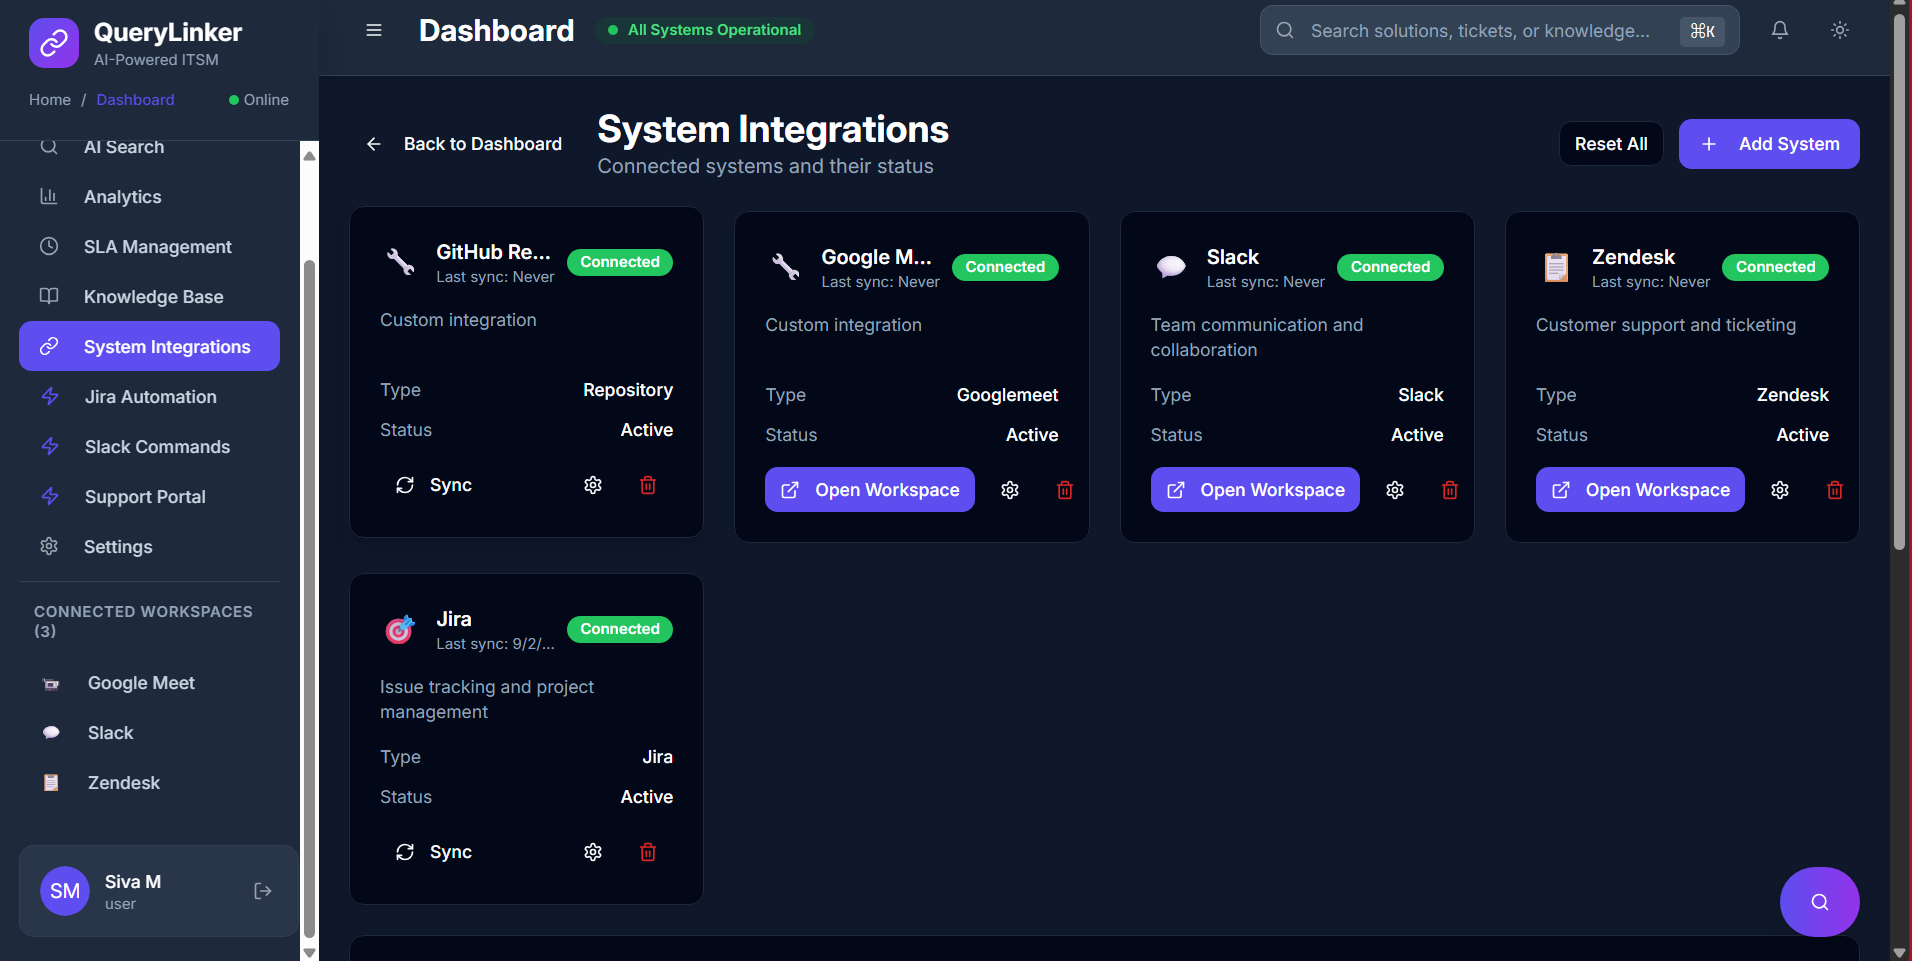 QueryLinker
AI-Powered ITSM
Home / Dashboard
Online
AI Search
Analytics
SLA Management
Knowledge Base
System Integrations
Jira Automation
Slack Commands
Support Portal
Settings
CONNECTED WORKSPACES
(3)
Google Meet
Slack
Zendesk
SM
Siva M
user
Dashboard
All Systems Operational
Search solutions, tickets, or knowledge...
⌘K
Back to Dashboard
System Integrations
Connected systems and their status
Reset All
Add System
GitHub Re...
Last sync: Never
Connected
Custom integration
Type Repository
Status Active
Sync
Google M...
Last sync: Never
Connected
Custom integration
Type Googlemeet
Status Active
Open Workspace
Slack
Last sync: Never
Connected
Team communication and
collaboration
Type Slack
Status Active
Open Workspace
Zendesk
Last sync: Never
Connected
Customer support and ticketing
Type Zendesk
Status Active
Open Workspace
Jira
Last sync: 9/2/...
Connected
Issue tracking and project
management
Type Jira
Status Active
Sync